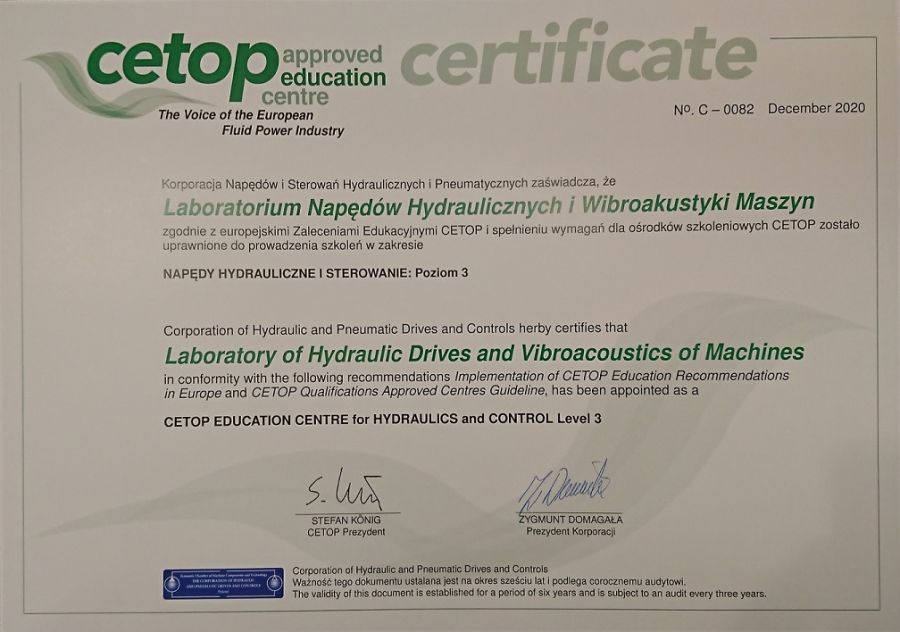 cetop approved education centre certificate
The Voice of the European
Fluid Power Industry
Nº. C – 0082 December 2020
Korporacja Napędów i Sterowań Hydraulicznych i Pneumatycznych zaświadcza, że
Laboratorium Napędów Hydraulicznych i Wibroakustyki Maszyn
zgodnie z europejskimi Zaleceniami Edukacyjnymi CETOP i spełnieniu wymagań dla ośrodków szkoleniowych CETOP zostało
uprawnione do prowadzenia szkoleń w zakresie
NAPĘDY HYDRAULICZNE I STEROWANIE: Poziom 3
Corporation of Hydraulic and Pneumatic Drives and Controls herby certifies that
Laboratory of Hydraulic Drives and Vibroacoustics of Machines
in conformity with the following recommendations Implementation of CETOP Education Recommendations
in Europe and CETOP Qualifications Approved Centres Guideline, has been appointed as a
CETOP EDUCATION CENTRE for HYDRAULICS and CONTROL Level 3
STEFAN KÖNIG
CETOP Prezydent
ZYGMUNT DOMAGAŁA
Prezydent Korporacji
Corporation of Hydraulic and Pneumatic Drives and Controls
Ważność tego dokumentu ustalana jest na okres sześciu lat i podlega corocznemu audytowi.
The validity of this document is established for a period of six years and is subject to an audit every three years.